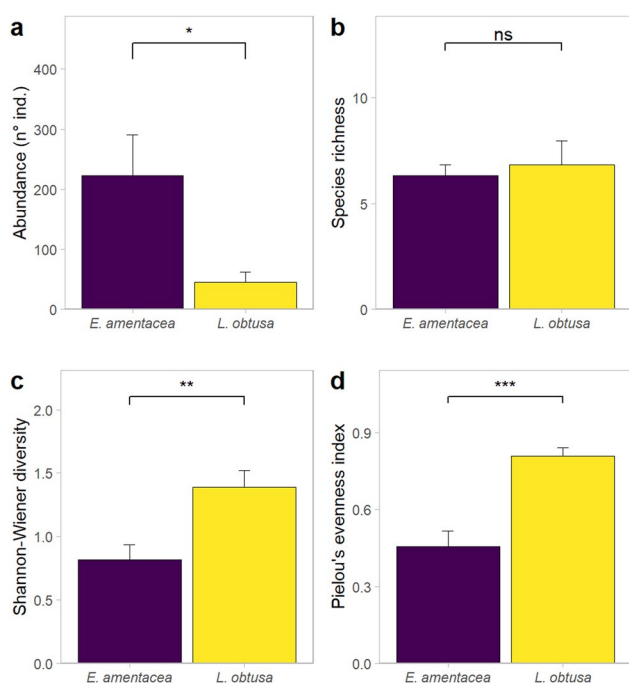 a
*
Abundance (n° ind.)
400
300
200
100
0
E. amentacea
L. obtusa
b
ns
Species richness
10
5
0
E. amentacea
L. obtusa
c
**
Shannon-Wiener diversity
2.0
1.5
1.0
0.5
0.0
E. amentacea
L. obtusa
d
***
Pielou's evenness index
0.9
0.6
0.3
0.0
E. amentacea
L. obtusa